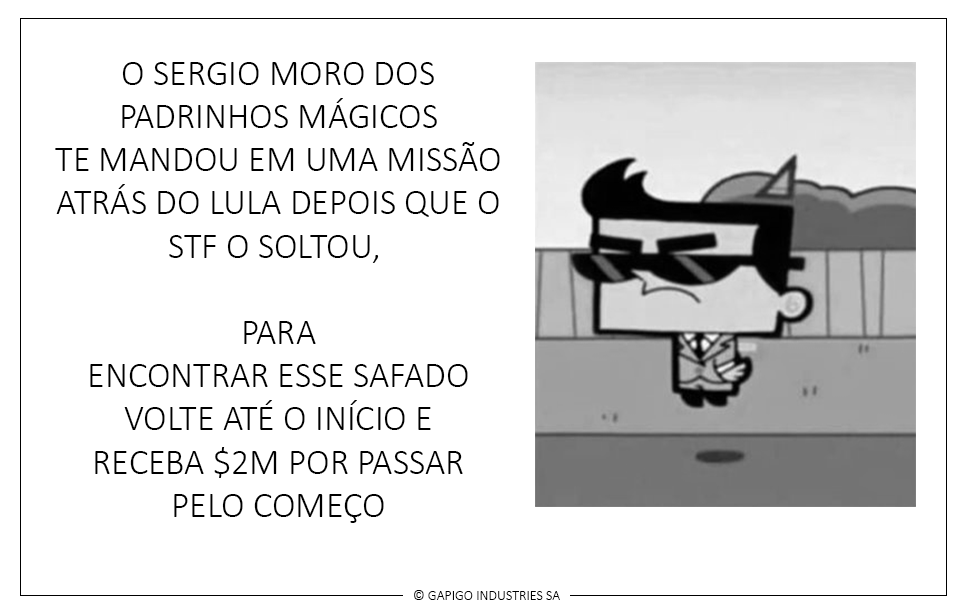 O SERGIO MORO DOS
PADRINHOS MÁGICOS
TE MANDOU EM UMA MISSÃO
ATRÁS DO LULA DEPOIS QUE O
STF O SOLTOU,
PARA
ENCONTRAR ESSE SAFADO
VOLTE ATÉ O INÍCIO E
RECEBA $2M POR PASSAR
PELO COMEÇO
© GAPIGO INDUSTRIES SA